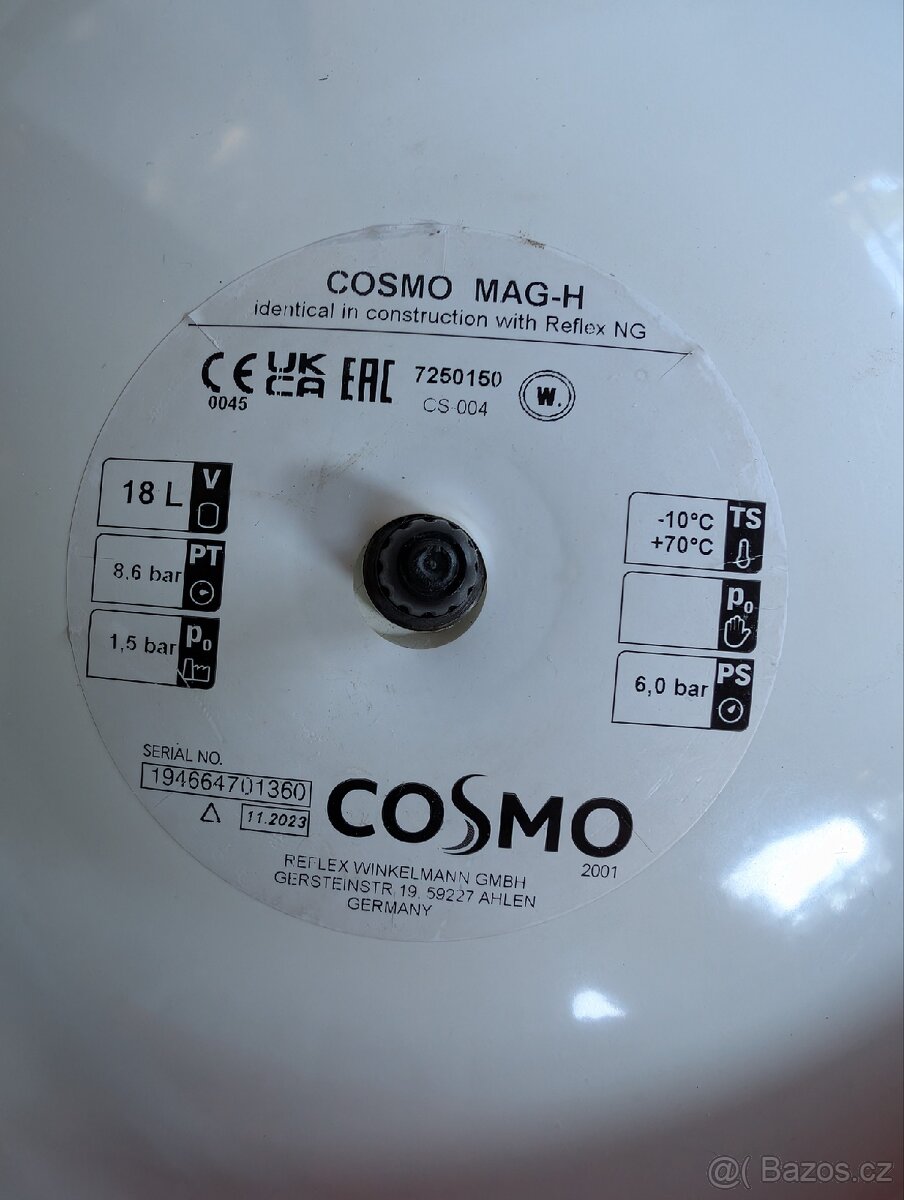 COSMO MAG-H
identical in construction with Reflex NG
CE UKCA EAC 7250150 W.
0045 CS-004
18 L V
8,6 bar PT
1,5 bar p0
-10°C
+70°C TS
p0
6,0 bar PS
SERIAL NO.
194664701360
11.2023
COSMO
2001
REFLEX WINKELMANN GMBH
GERSTEINSTR. 19, 59227 AHLEN
GERMANY
@( Bazos.cz